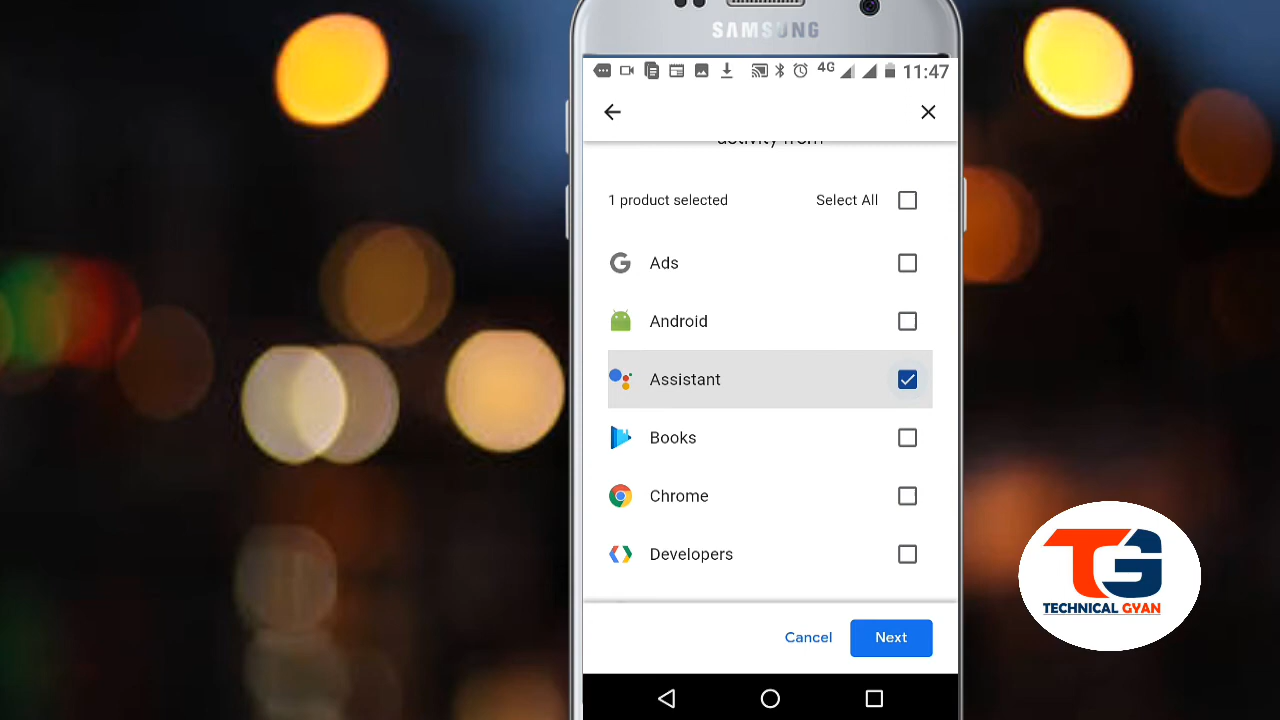 SAMSUNG
4G 11:47
activity from
1 product selected Select All
Ads
Android
Assistant
Books
Chrome
Developers
Cancel Next
TG
TECHNICAL GYAN